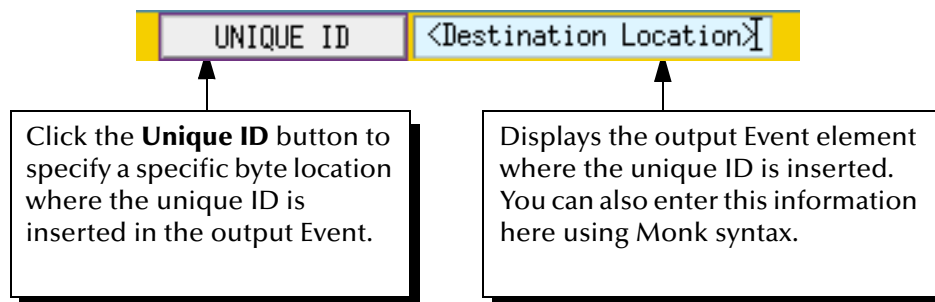 UNIQUE ID <Destination Location>
Click the Unique ID button to
specify a specific byte location
where the unique ID is
inserted in the output Event.
Displays the output Event element
where the unique ID is inserted.
You can also enter this information
here using Monk syntax.